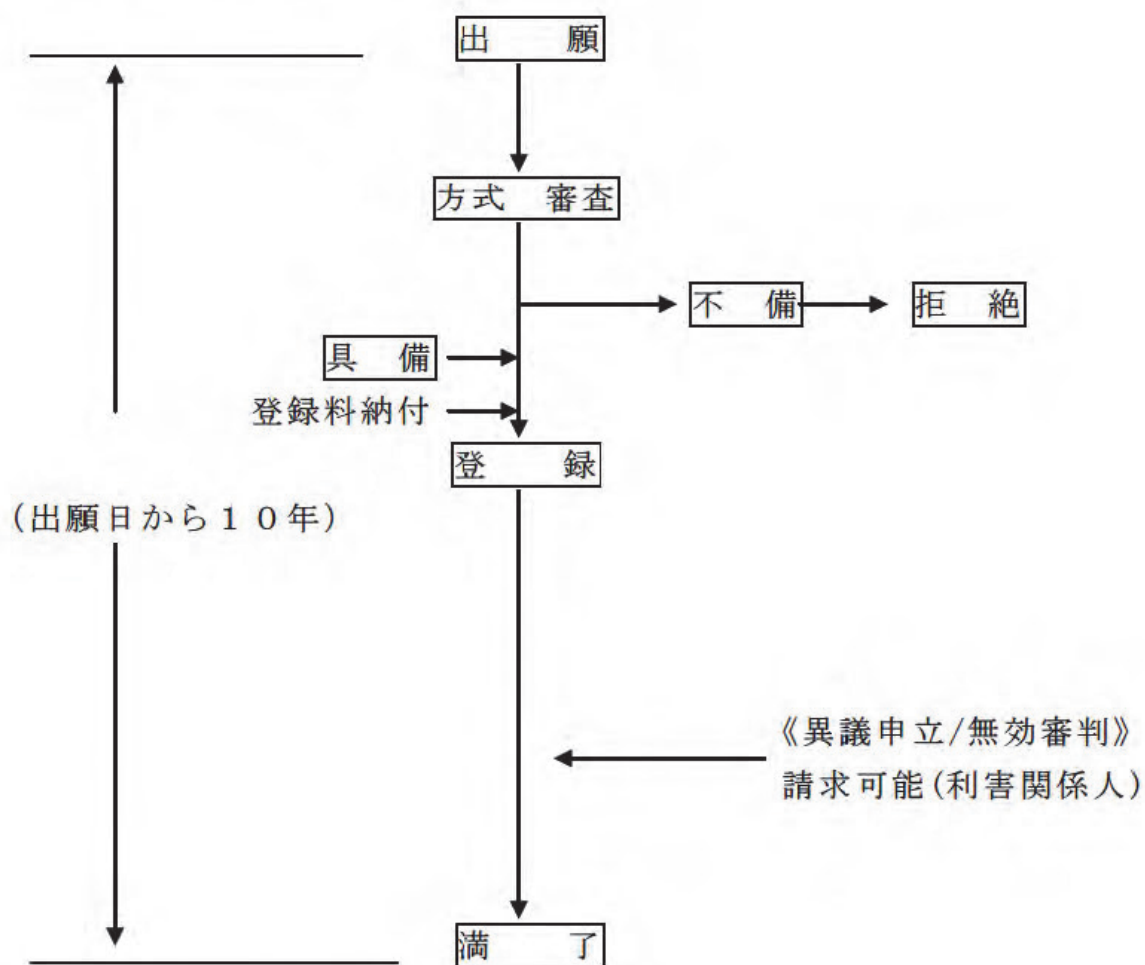 出 願
方式 審査
不 備
拒 絶
具 備
登録料納付
登 録
(出願日から１０年)
《異議申立/無効審判》
請求可能(利害関係人)
満 了